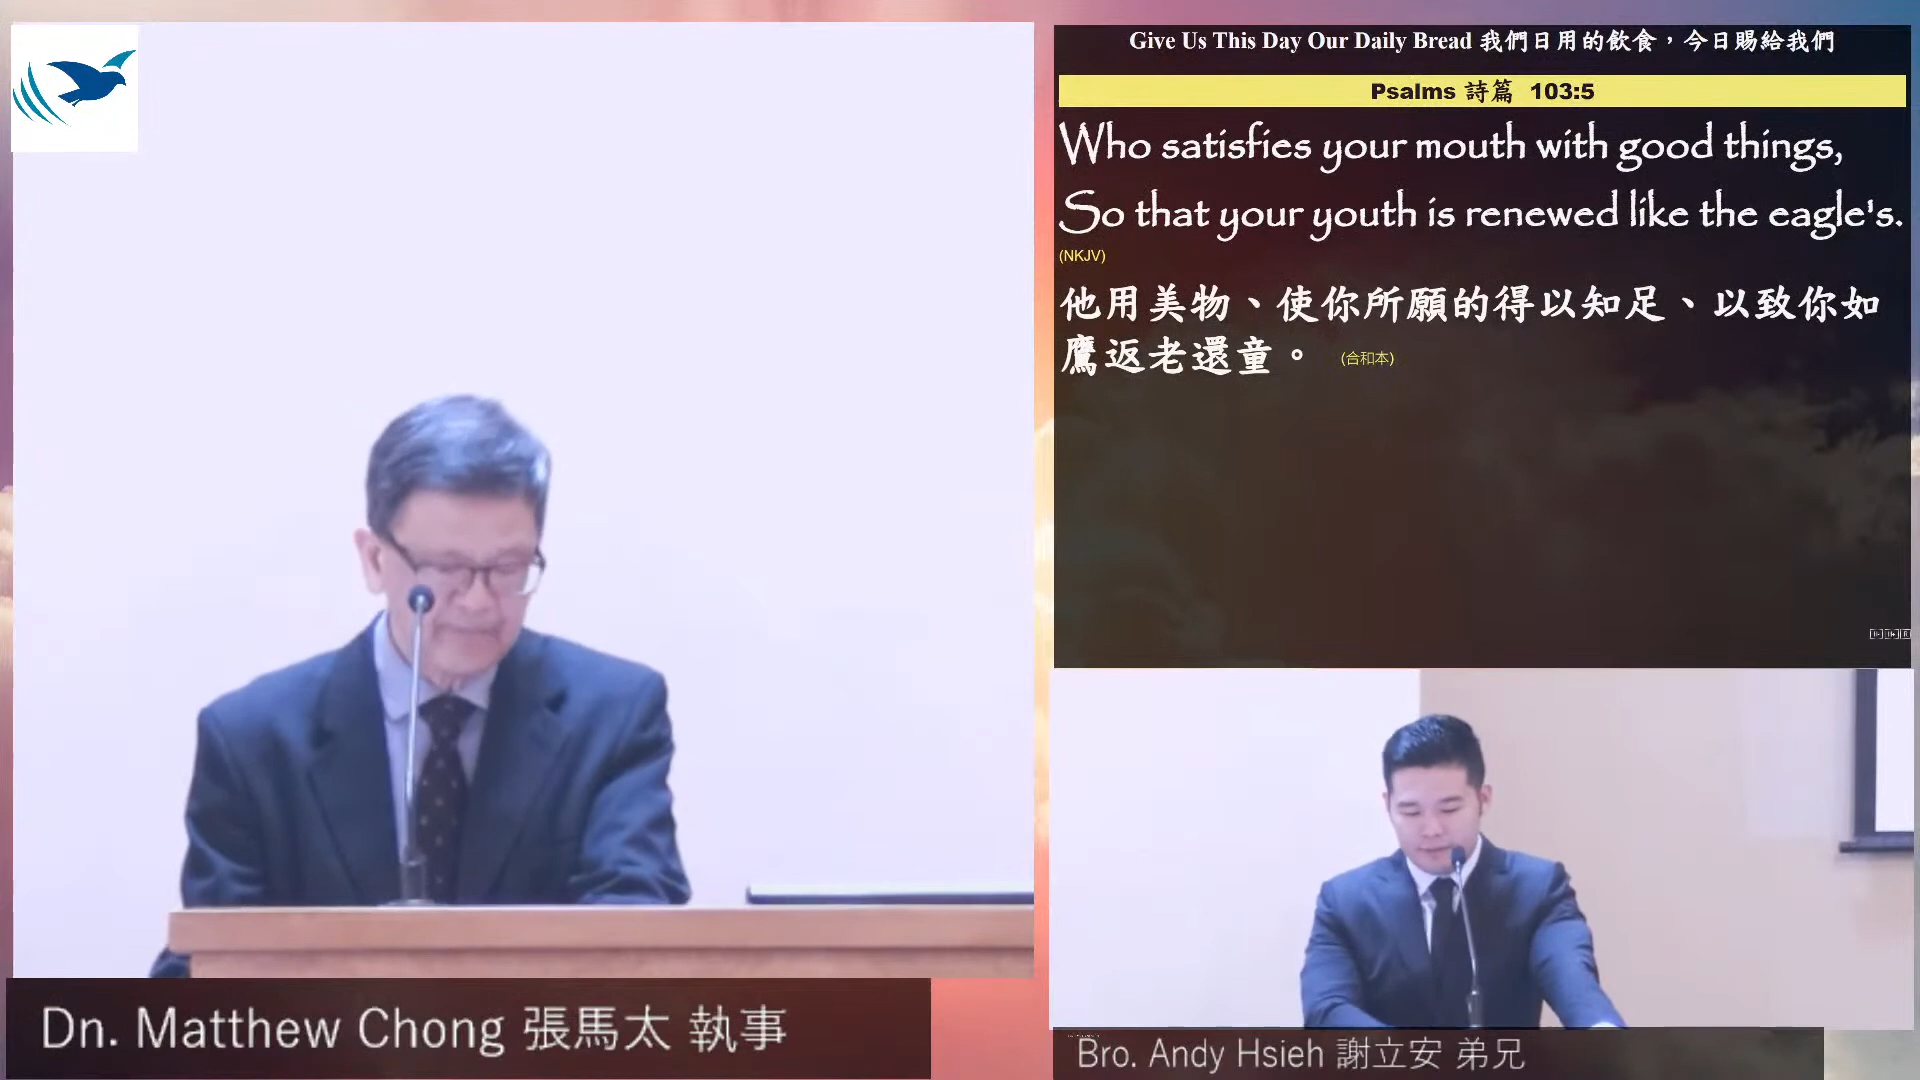 Give Us This Day Our Daily Bread 我們日用的飲食，今日賜給我們
Psalms 詩篇 103:5
Who satisfies your mouth with good things,
So that your youth is renewed like the eagle's.
(NKJV)
他用美物、使你所願的得以知足、以致你如
鷹返老還童。 (合和本)
Dn. Matthew Chong 張馬太 執事
Bro. Andy Hsieh 謝立安 弟兄